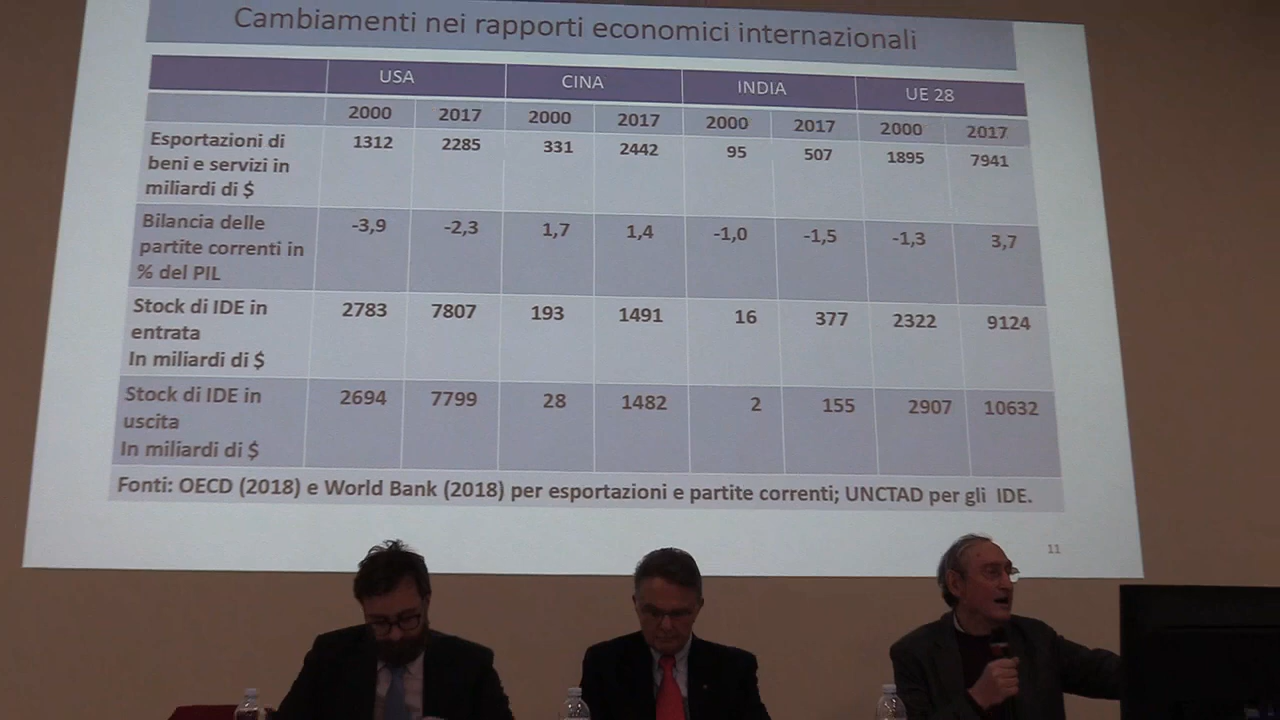 Cambiamenti nei rapporti economici internazionali
USA CINA INDIA UE 28
2000 2017 2000 2017 2000 2017 2000 2017
Esportazioni di
beni e servizi in
miliardi di $
1312 2285 331 2442 95 507 1895 7941
Bilancia delle
partite correnti in
% del PIL
-3,9 -2,3 1,7 1,4 -1,0 -1,5 -1,3 3,7
Stock di IDE in
entrata
In miliardi di $
2783 7807 193 1491 16 377 2322 9124
Stock di IDE in
uscita
In miliardi di $
2694 7799 28 1482 2 155 2907 10632
Fonti: OECD (2018) e World Bank (2018) per esportazioni e partite correnti; UNCTAD per gli IDE.
11